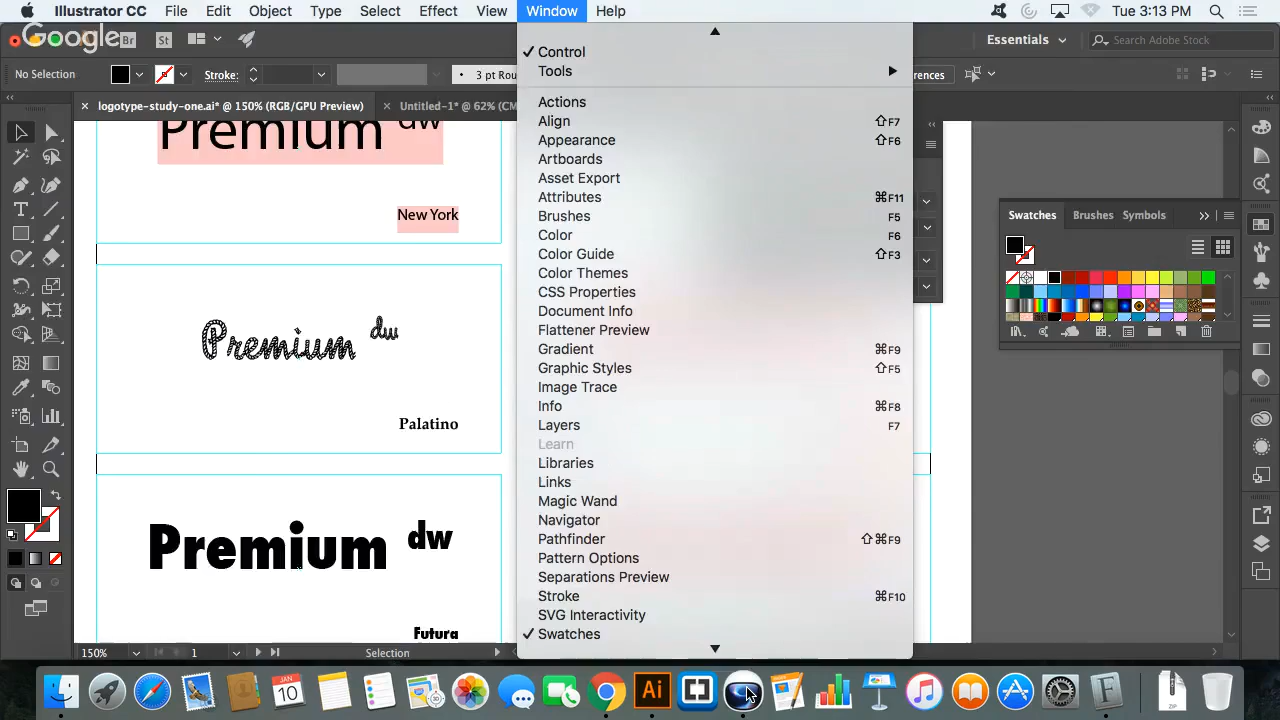 Illustrator CC File Edit Object Type Select Effect View Window Help Tue 3:13 PM
Google
Br St Essentials Search Adobe Stock
No Selection Stroke: 3 pt Rou rences
logotype-study-one.ai* @ 150% (RGB/GPU Preview) Untitled-1* @ 62% (CM
Control
Tools
Actions
Align ⇧F7
Appearance ⇧F6
Artboards
Asset Export
Attributes ⌘F11
Brushes F5
Color F6
Color Guide ⇧F3
Color Themes
CSS Properties
Document Info
Flattener Preview
Gradient ⌘F9
Graphic Styles ⇧F5
Image Trace
Info ⌘F8
Layers F7
Learn
Libraries
Links
Magic Wand
Navigator
Pathfinder ⇧⌘F9
Pattern Options
Separations Preview
Stroke ⌘F10
SVG Interactivity
Swatches
Premium dw
New York
Premium dw
Palatino
Premium dw
Futura
Swatches Brushes Symbols
150% 1 Selection
JAN
10
Ai
ZIP